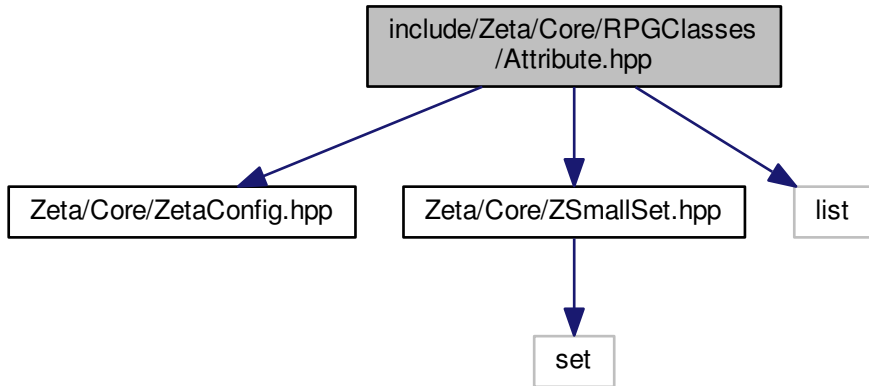 include/Zeta/Core/RPGClasses
/Attribute.hpp
Zeta/Core/ZetaConfig.hpp
Zeta/Core/ZSmallSet.hpp
list
set